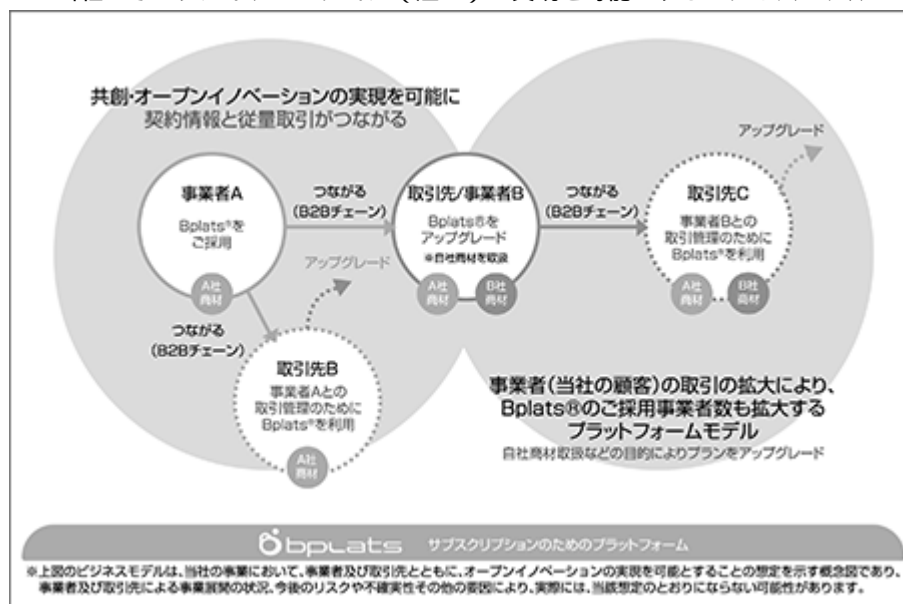 共創・オープンイノベーションの実現を可能に
契約情報と従量取引がつながる
アップグレード
事業者A
Bplats®を
ご採用
A社
商材
つながる
(B2Bチェーン)
取引先/事業者B
Bplats®を
アップグレード
※自社商材を取扱
A社
商材
B社
商材
つながる
(B2Bチェーン)
取引先C
事業者Bとの
取引管理のために
Bplats®を利用
A社
商材
B社
商材
アップグレード
つながる
(B2Bチェーン)
取引先B
事業者Aとの
取引管理のために
Bplats®を利用
A社
商材
事業者(当社の顧客)の取引の拡大により、
Bplats®のご採用事業者数も拡大する
プラットフォームモデル
自社商材取扱などの目的によりプランをアップグレード
bplats サブスクリプションのためのプラットフォーム
※上図のビジネスモデルは、当社の事業において、事業者及び取引先とともに、オープンイノベーションの実現を可能とすることの想定を示す概念図であり、
事業者及び取引先による事業展開の状況、今後のリスクや不確実性その他の要因により、実際には、当該想定のとおりにならない可能性があります。